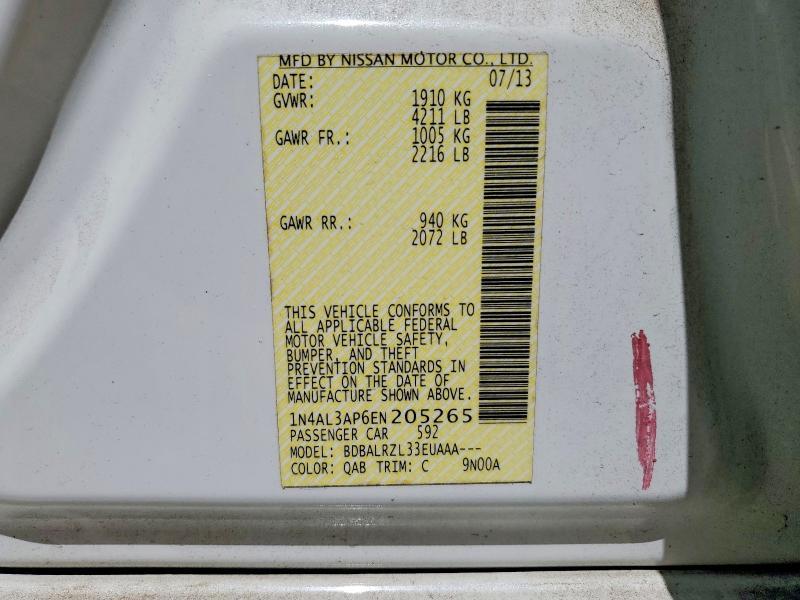 MFD BY NISSAN MOTOR CO., LTD.
DATE: 07/13
GVWR: 1910 KG
4211 LB
GAWR FR.: 1005 KG
2216 LB
GAWR RR.: 940 KG
2072 LB
THIS VEHICLE CONFORMS TO
ALL APPLICABLE FEDERAL
MOTOR VEHICLE SAFETY,
BUMPER, AND THEFT
PREVENTION STANDARDS IN
EFFECT ON THE DATE OF
MANUFACTURE SHOWN ABOVE.
1N4AL3AP6EN205265
PASSENGER CAR 592
MODEL: BDBALRZL33EUAAA---
COLOR: QAB TRIM: C 9N00A